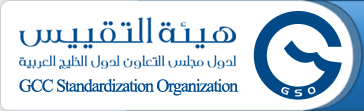 هيئة التقييس
لدول مجلس التعاون لدول الخليج العربية
GCC Standardization Organization
GSO